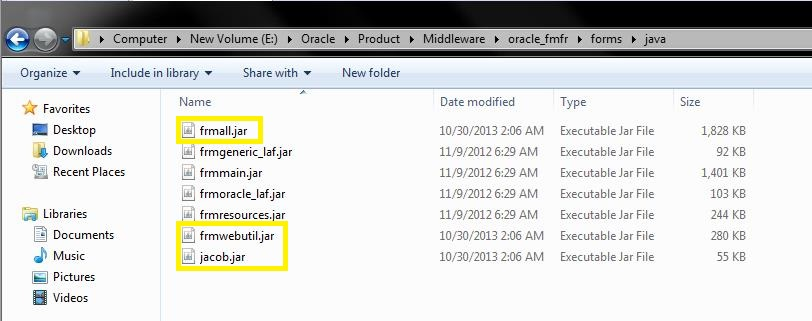 Computer ▸ New Volume (E:) ▸ Oracle ▸ Product ▸ Middleware ▸ oracle_fmfr ▸ forms ▸ java
Organize Include in library Share with New folder
Favorites
Desktop
Downloads
Recent Places
Libraries
Documents
Music
Pictures
Videos
Name Date modified Type Size
frmall.jar 10/30/2013 2:06 AM Executable Jar File 1,828 KB
frmgeneric_laf.jar 11/9/2012 6:29 AM Executable Jar File 92 KB
frmmain.jar 11/9/2012 6:29 AM Executable Jar File 1,401 KB
frmoracle_laf.jar 11/9/2012 6:29 AM Executable Jar File 103 KB
frmresources.jar 11/9/2012 6:29 AM Executable Jar File 244 KB
frmwebutil.jar 10/30/2013 2:06 AM Executable Jar File 280 KB
jacob.jar 10/30/2013 2:06 AM Executable Jar File 55 KB